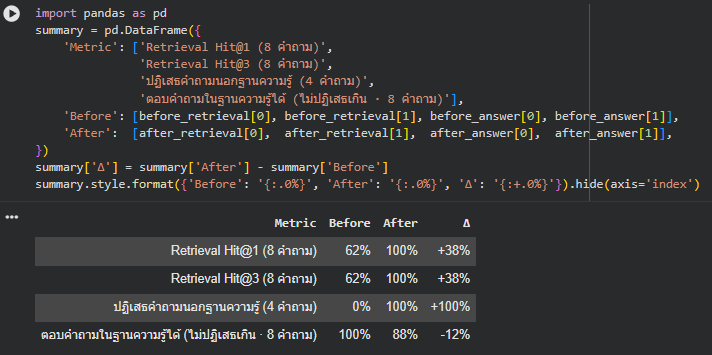 import pandas as pd
summary = pd.DataFrame({
    'Metric': ['Retrieval Hit@1 (8 คำถาม)',
               'Retrieval Hit@3 (8 คำถาม)',
               'ปฏิเสธคำถามนอกฐานความรู้ (4 คำถาม)',
               'ตอบคำถามในฐานความรู้ได้ (ไม่ปฏิเสธเกิน · 8 คำถาม)'],
    'Before': [before_retrieval[0], before_retrieval[1], before_answer[0], before_answer[1]],
    'After':  [after_retrieval[0],  after_retrieval[1],  after_answer[0],  after_answer[1]],
})
summary['Δ'] = summary['After'] - summary['Before']
summary.style.format({'Before': '{:.0%}', 'After': '{:.0%}', 'Δ': '{:+.0%}'}).hide(axis='index')
Metric Before After Δ
Retrieval Hit@1 (8 คำถาม) 62% 100% +38%
Retrieval Hit@3 (8 คำถาม) 62% 100% +38%
ปฏิเสธคำถามนอกฐานความรู้ (4 คำถาม) 0% 100% +100%
ตอบคำถามในฐานความรู้ได้ (ไม่ปฏิเสธเกิน · 8 คำถาม) 100% 88% -12%